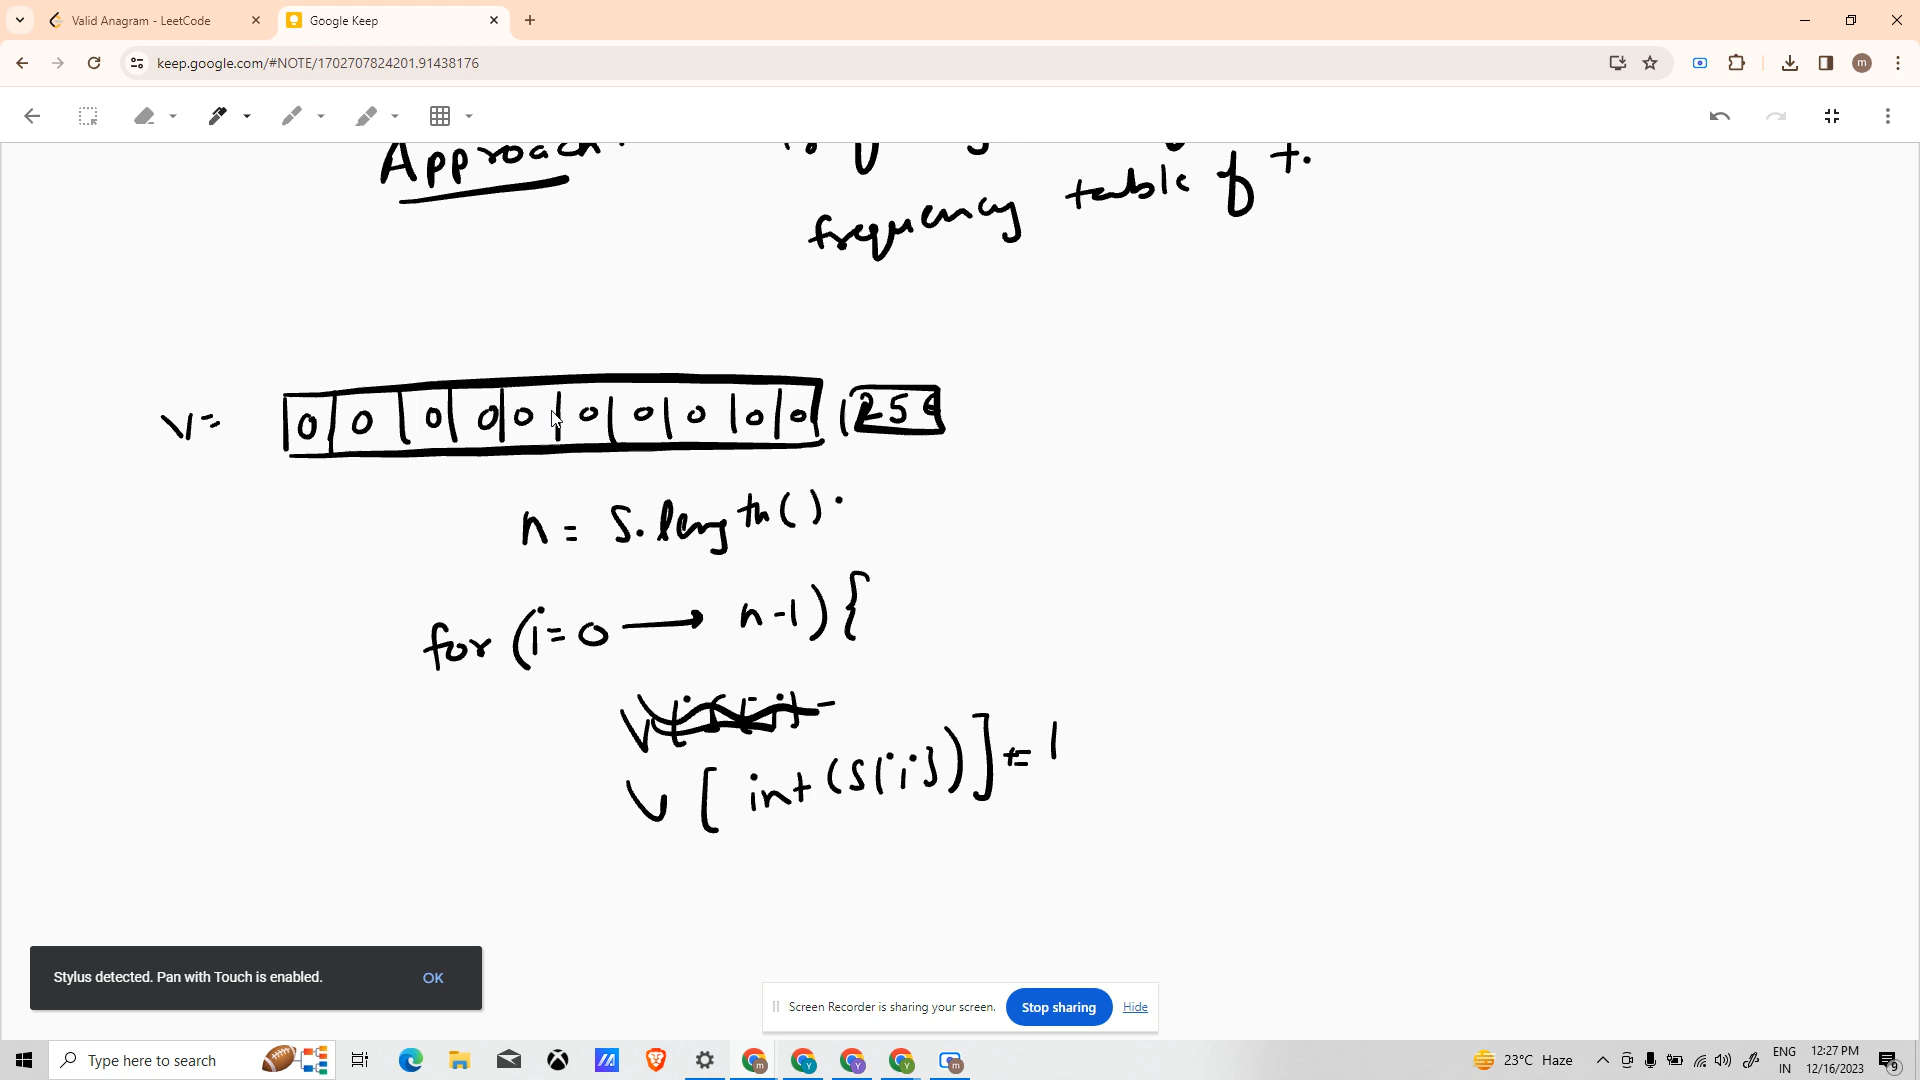 Valid Anagram - LeetCode
Google Keep
keep.google.com/#NOTE/1702707824201.91438176
m
Approach:
t.
frequency table of
V= 0 0 0 0 0 0 0 0 0 0 256
n = S.length()
for (i=0 → n-1) {
V [ int (S[i]) ] += 1
Stylus detected. Pan with Touch is enabled. OK
Screen Recorder is sharing your screen. Stop sharing Hide
Type here to search
23°C Haze
ENG
IN
12:27 PM
12/16/2023
9